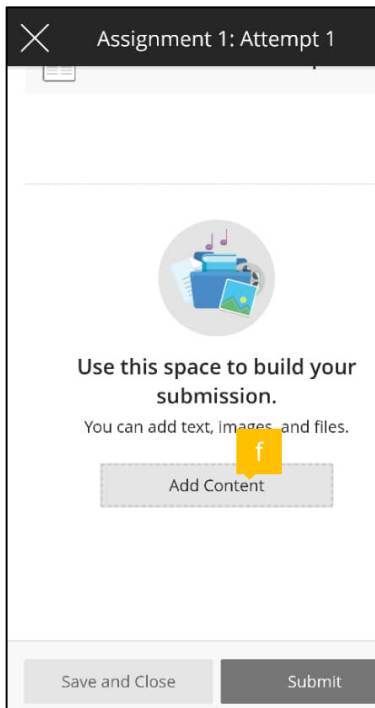 Assignment 1: Attempt 1
Use this space to build your
submission.
You can add text, images, and files.
f
Add Content
Save and Close
Submit